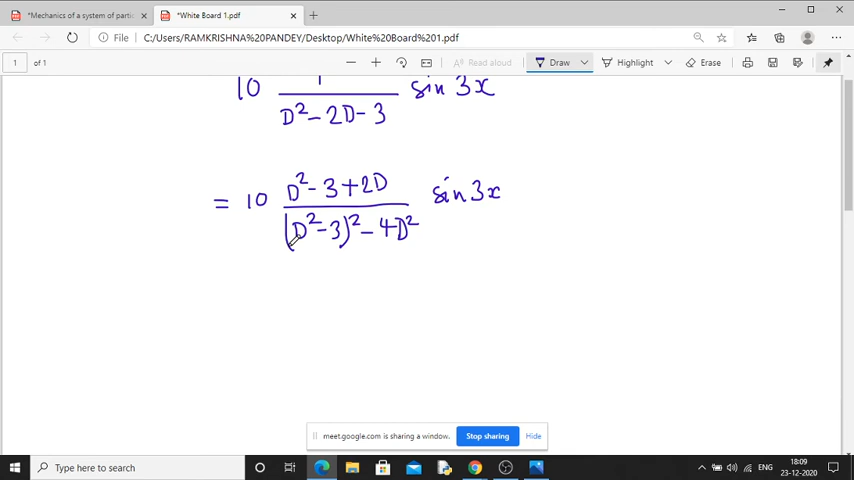 *Mechanics of a system of partic
*White Board 1.pdf
File
C:/Users/RAMKRISHNA%20PANDEY/Desktop/White%20Board%201.pdf
1 of 1
Read aloud
Draw
Highlight
Erase
10 1/(D² - 2D - 3) sin 3x
= 10 (D² - 3 + 2D)/((D² - 3)² - 4D²) sin 3x
meet.google.com is sharing a window.
Stop sharing
Hide
Type here to search
ENG
18:09
23-12-2020